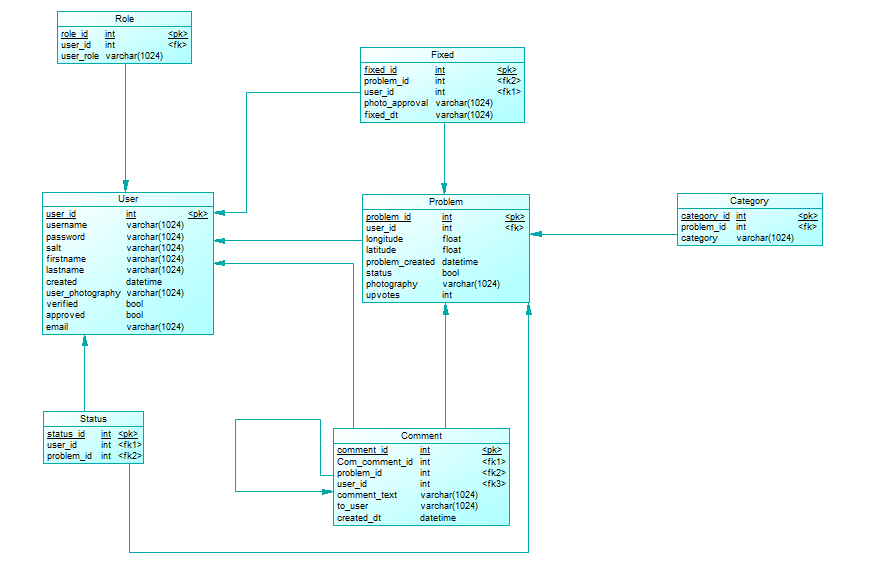 Role
role_id int <pk>
user_id int <fk>
user_role varchar(1024)
Fixed
fixed_id int <pk>
problem_id int <fk2>
user_id int <fk1>
photo_approval varchar(1024)
fixed_dt varchar(1024)
User
user_id int <pk>
username varchar(1024)
password varchar(1024)
salt varchar(1024)
firstname varchar(1024)
lastname varchar(1024)
created datetime
user_photography varchar(1024)
verified bool
approved bool
email varchar(1024)
Problem
problem_id int <pk>
user_id int <fk>
longitude float
latitude float
problem_created datetime
status bool
photography varchar(1024)
upvotes int
Category
category_id int <pk>
problem_id int <fk>
category varchar(1024)
Status
status_id int <pk>
user_id int <fk1>
problem_id int <fk2>
Comment
comment_id int <pk>
Com_comment_id int <fk1>
problem_id int <fk2>
user_id int <fk3>
comment_text varchar(1024)
to_user varchar(1024)
created_dt datetime